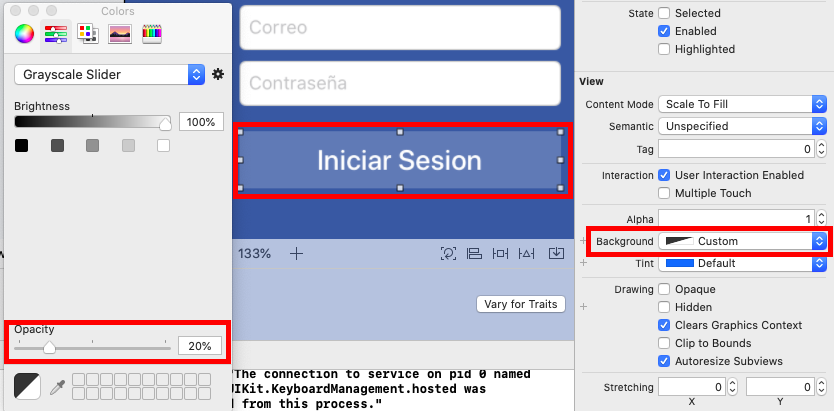 Colors
Grayscale Slider
Brightness
100%
Opacity
20%
Correo
Contraseña
Iniciar Sesion
133%
Vary for Traits
"The connection to service on pid 0 named
UIKit.KeyboardManagement.hosted was
from this process."
State
Selected
Enabled
Highlighted
View
Content Mode Scale To Fill
Semantic Unspecified
Tag 0
Interaction User Interaction Enabled
Multiple Touch
Alpha 1
Background Custom
Tint Default
Drawing Opaque
Hidden
Clears Graphics Context
Clip to Bounds
Autoresize Subviews
Stretching 0 0
X Y